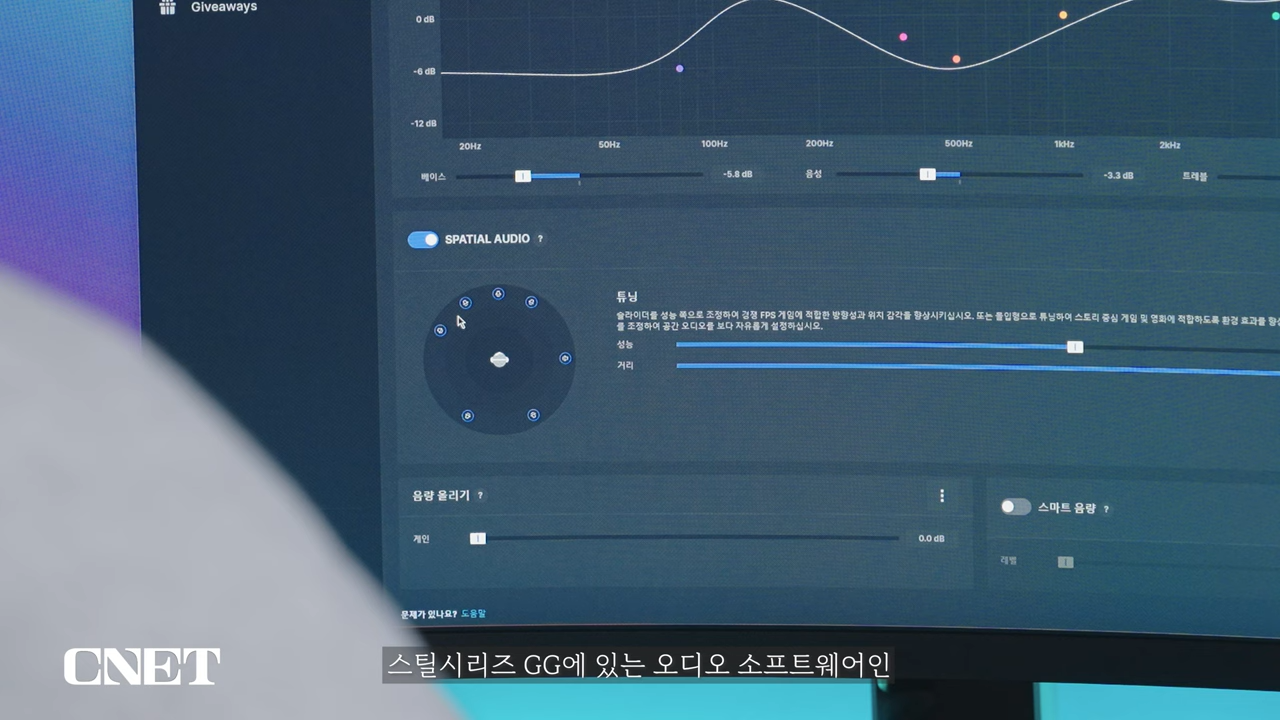 Giveaways
0 dB
-6 dB
-12 dB
20Hz 50Hz 100Hz 200Hz 500Hz 1kHz 2kHz
베이스 -5.8 dB 음성 -3.3 dB 트레블
SPATIAL AUDIO ?
튜닝
슬라이더를 성능 쪽으로 조정하여 경쟁 FPS 게임에 적합한 방향성과 위치 감각을 향상시키십시오. 또는 몰입형으로 튜닝하여 스토리 중심 게임 및 영화에 적합하도록 환경 효과를
를 조정하여 공간 오디오를 보다 자유롭게 설정하십시오.
성능
거리
음량 올리기 ?
스마트 음량 ?
게인 0.0 dB
레벨
문제가 있나요? 도움말
CNET
스틸시리즈 GG에 있는 오디오 소프트웨어인